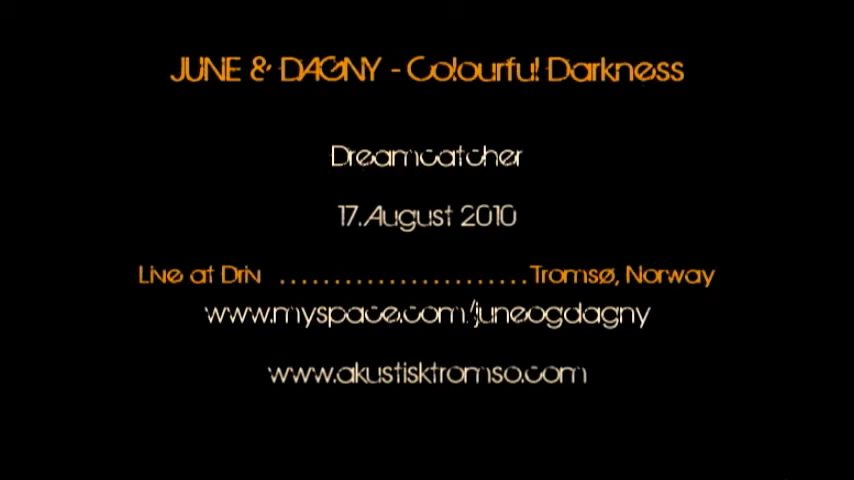 JUNE & DAGNY - Colourful Darkness
Dreamcatcher
17.August 2010
Live at Driv .......................Tromsø, Norway
www.myspace.com/juneogdagny
www.akustisktromso.com